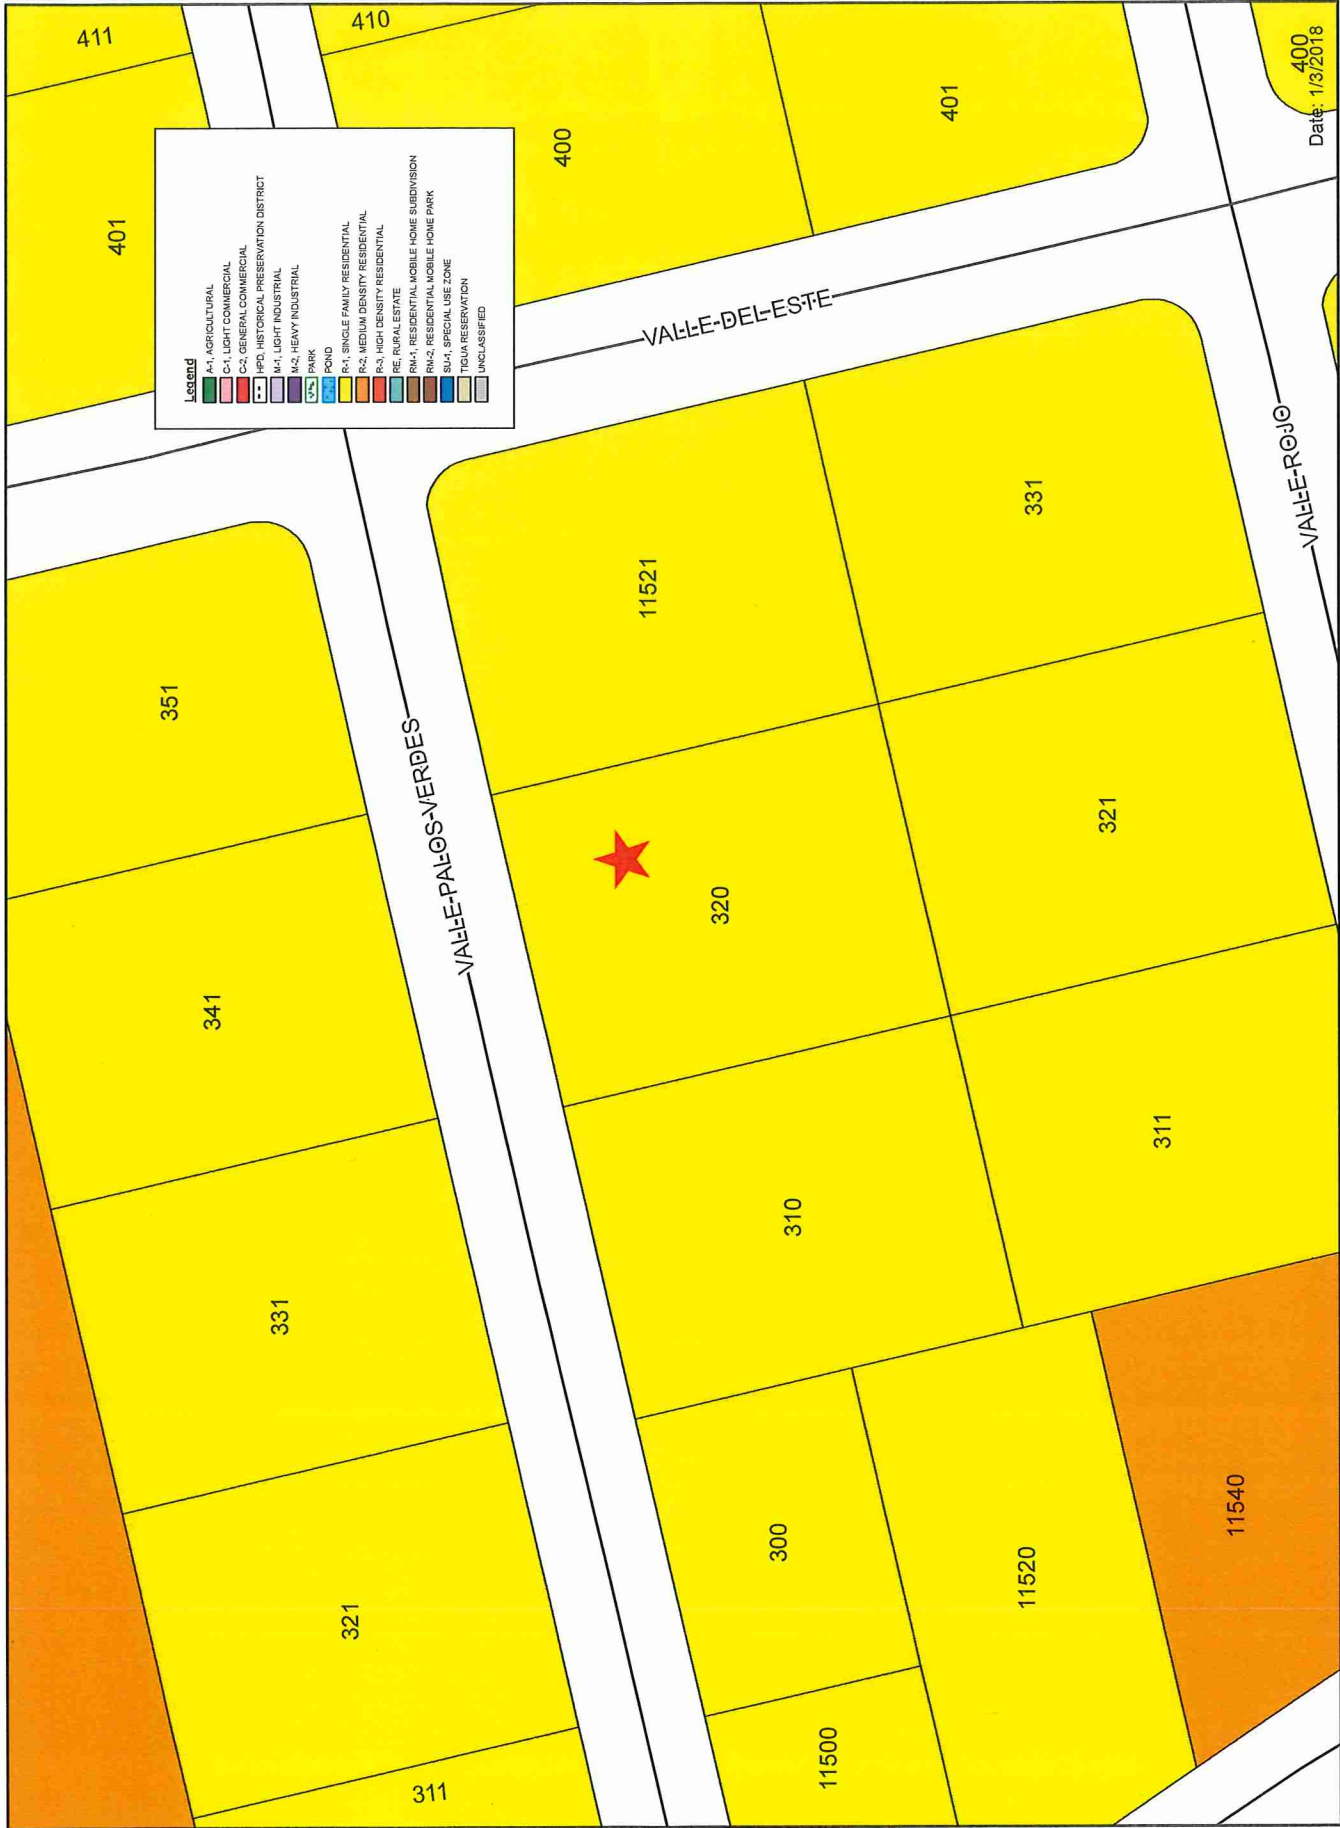 411
410
401
400
401
400
Date: 1/3/2018
Legend
A-1, AGRICULTURAL
C-1, LIGHT COMMERCIAL
C-2, GENERAL COMMERCIAL
HPD, HISTORICAL PRESERVATION DISTRICT
M-1, LIGHT INDUSTRIAL
M-2, HEAVY INDUSTRIAL
PARK
POND
R-1, SINGLE FAMILY RESIDENTIAL
R-2, MEDIUM DENSITY RESIDENTIAL
R-3, HIGH DENSITY RESIDENTIAL
RE, RURAL ESTATE
RM-1, RESIDENTIAL MOBILE HOME SUBDIVISION
RM-2, RESIDENTIAL MOBILE HOME PARK
SU-1, SPECIAL USE ZONE
TIGUA RESERVATION
UNCLASSIFIED
VALLE-DEL-ESTE
351
11521
331
VALLE-ROJO
VALLE-PALOS-VERDES
341
320
321
331
310
311
321
300
11520
11540
311
11500